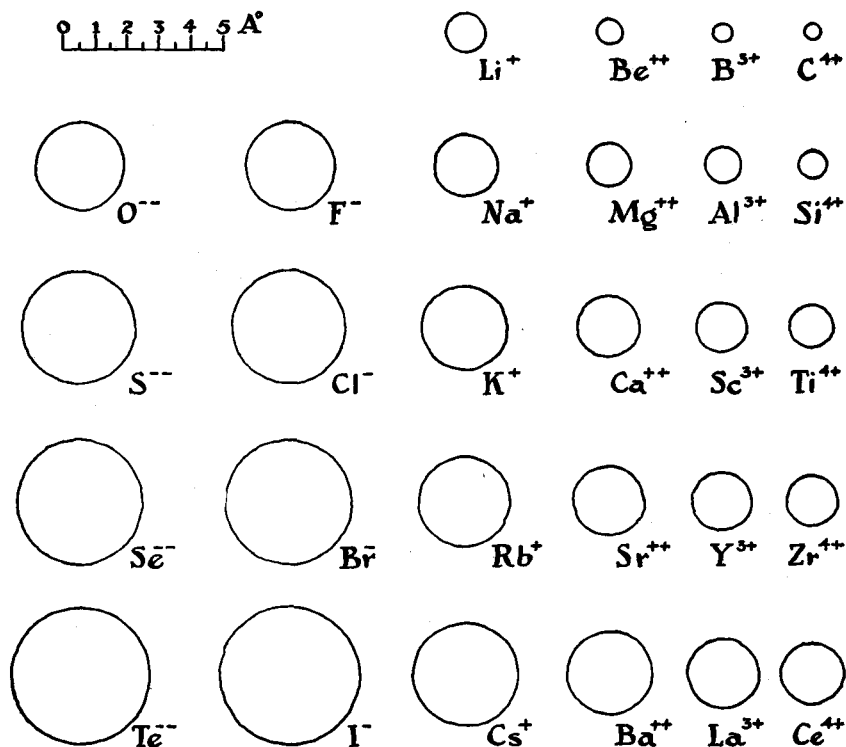 0 1 2 3 4 5 A°
Li⁺ Be⁺⁺ B³⁺ C⁴⁺
O⁻⁻ F⁻ Na⁺ Mg⁺⁺ Al³⁺ Si⁴⁺
S⁻⁻ Cl⁻ K⁺ Ca⁺⁺ Sc³⁺ Ti⁴⁺
Se⁻⁻ Br⁻ Rb⁺ Sr⁺⁺ Y³⁺ Zr⁴⁺
Te⁻⁻ I⁻ Cs⁺ Ba⁺⁺ La³⁺ Ce⁴⁺